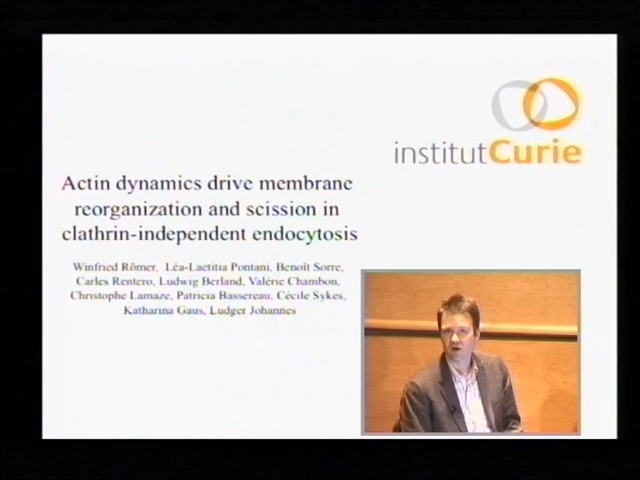 institutCurie
Actin dynamics drive membrane
reorganization and scission in
clathrin-independent endocytosis
Winfried Römer, Léa-Laetitia Pontani, Benoît Sorre,
Carles Rentero, Ludwig Berland, Valérie Chambon,
Christophe Lamaze, Patricia Bassereau, Cécile Sykes,
Katharina Gaus, Ludger Johannes